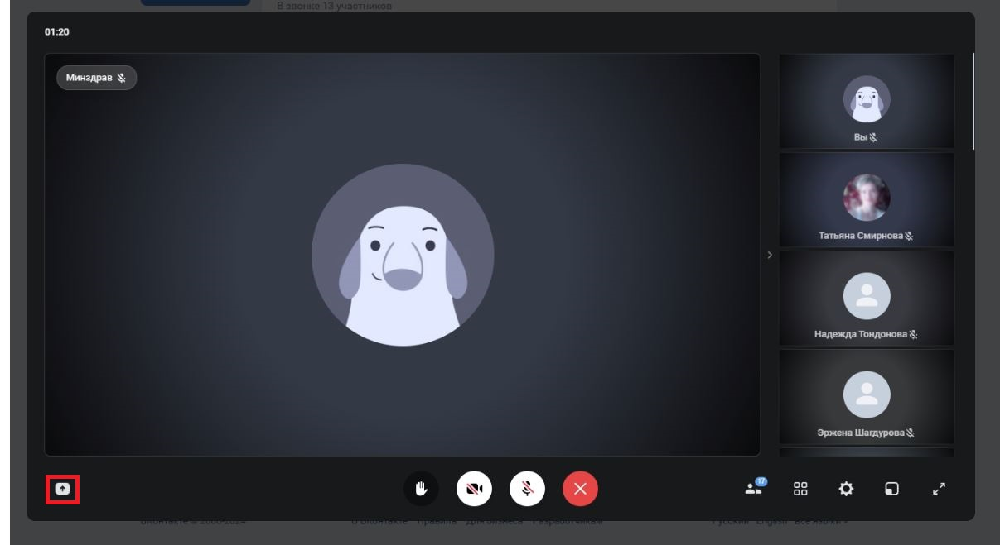 В звонке 13 участников
01:20
Минздрав
Вы
Татьяна Смирнова
Надежда Тондонова
Эржена Шагдурова
17
ВКонтакте © 2006-2024 О ВКонтакте Правила Для бизнеса Разработчикам Русский English все языки »